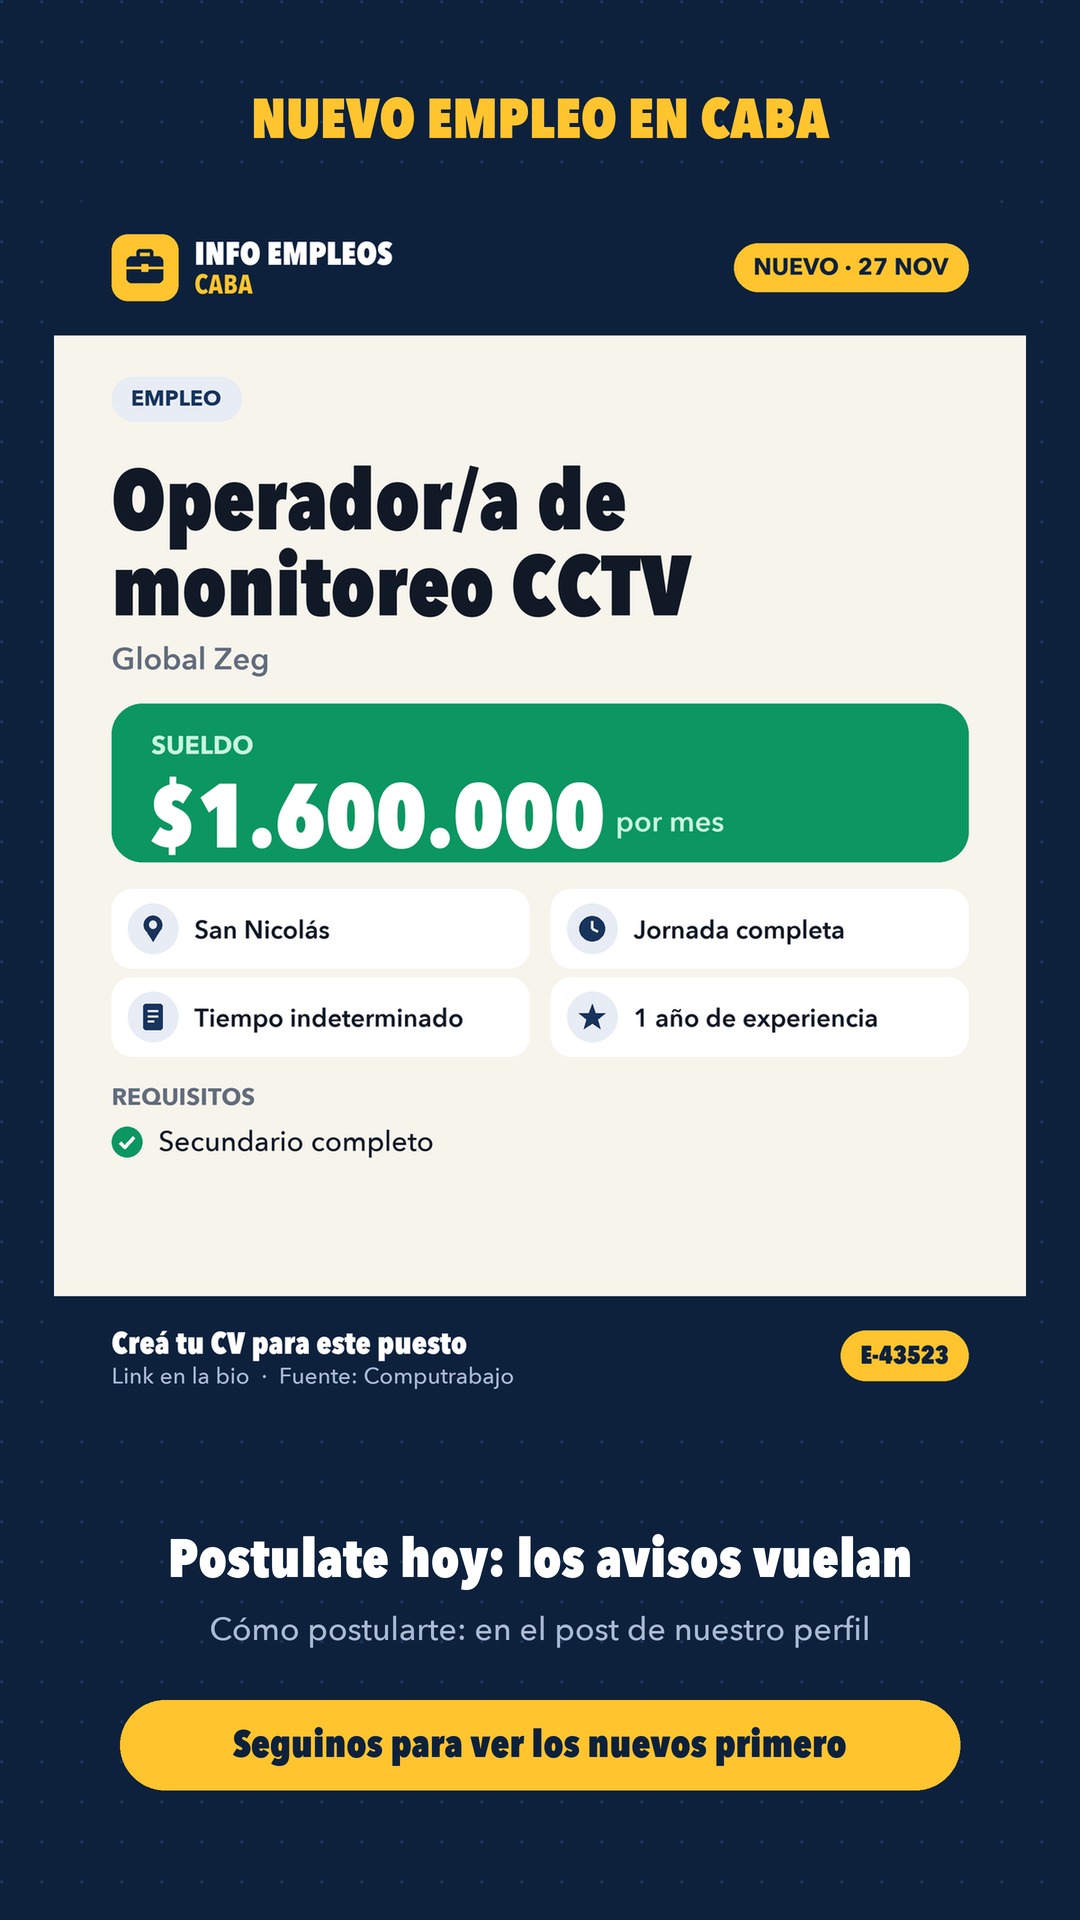 NUEVO EMPLEO EN CABA
INFO EMPLEOS
CABA
NUEVO · 27 NOV
EMPLEO
Operador/a de
monitoreo CCTV
Global Zeg
SUELDO
$1.600.000 por mes
San Nicolás
Jornada completa
Tiempo indeterminado
1 año de experiencia
REQUISITOS
Secundario completo
Creá tu CV para este puesto
Link en la bio · Fuente: Computrabajo
E-43523
Postulate hoy: los avisos vuelan
Cómo postularte: en el post de nuestro perfil
Seguinos para ver los nuevos primero